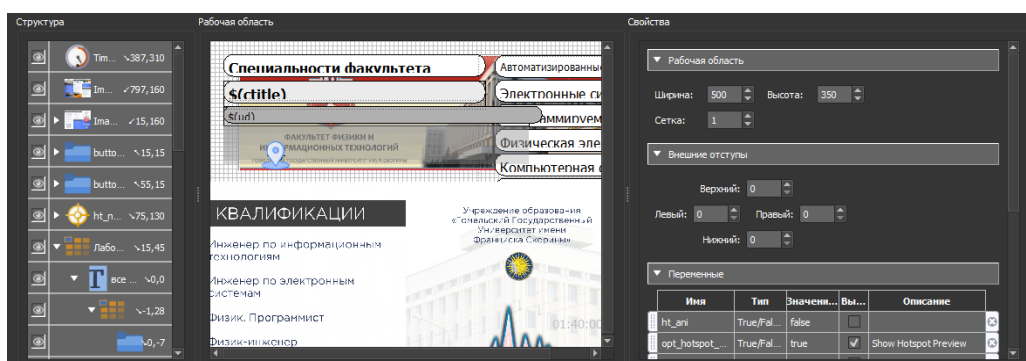 Структура
Tim... ↘387,310
Im... ↙797,160
Ima... ↙15,160
butto... ↖15,15
butto... ↖55,15
ht_n... ↘75,130
Лабо... ↘15,45
все ... ↘0,0
↘-1,28
↘0,-7
Рабочая область
Специальности факультета
Автоматизированные
$(ctitle)
Электронные си
$(ud)
аммируем
ФАКУЛЬТЕТ ФИЗИКИ И
ИНФОРМАЦИОННЫХ ТЕХНОЛОГИЙ
Физическая эле
Компьютерная
КВАЛИФИКАЦИИ
Учреждение образования
«Гомельский Государственный
Университет имени
Франциска Скорины»
Инженер по информационным
технологиям
Инженер по электронным
системам
Физик. Программист
01:40:00
Физик-инженер
Свойства
▼ Рабочая область
Ширина: 500 Высота: 350
Сетка: 1
▼ Внешние отступы
Верхний: 0
Левый: 0 Правый: 0
Нижний: 0
▼ Переменные
Имя Тип Значени... Вы... Описание
ht_ani True/Fal... false
opt_hotspot_... True/Fal... true Show Hotspot Preview